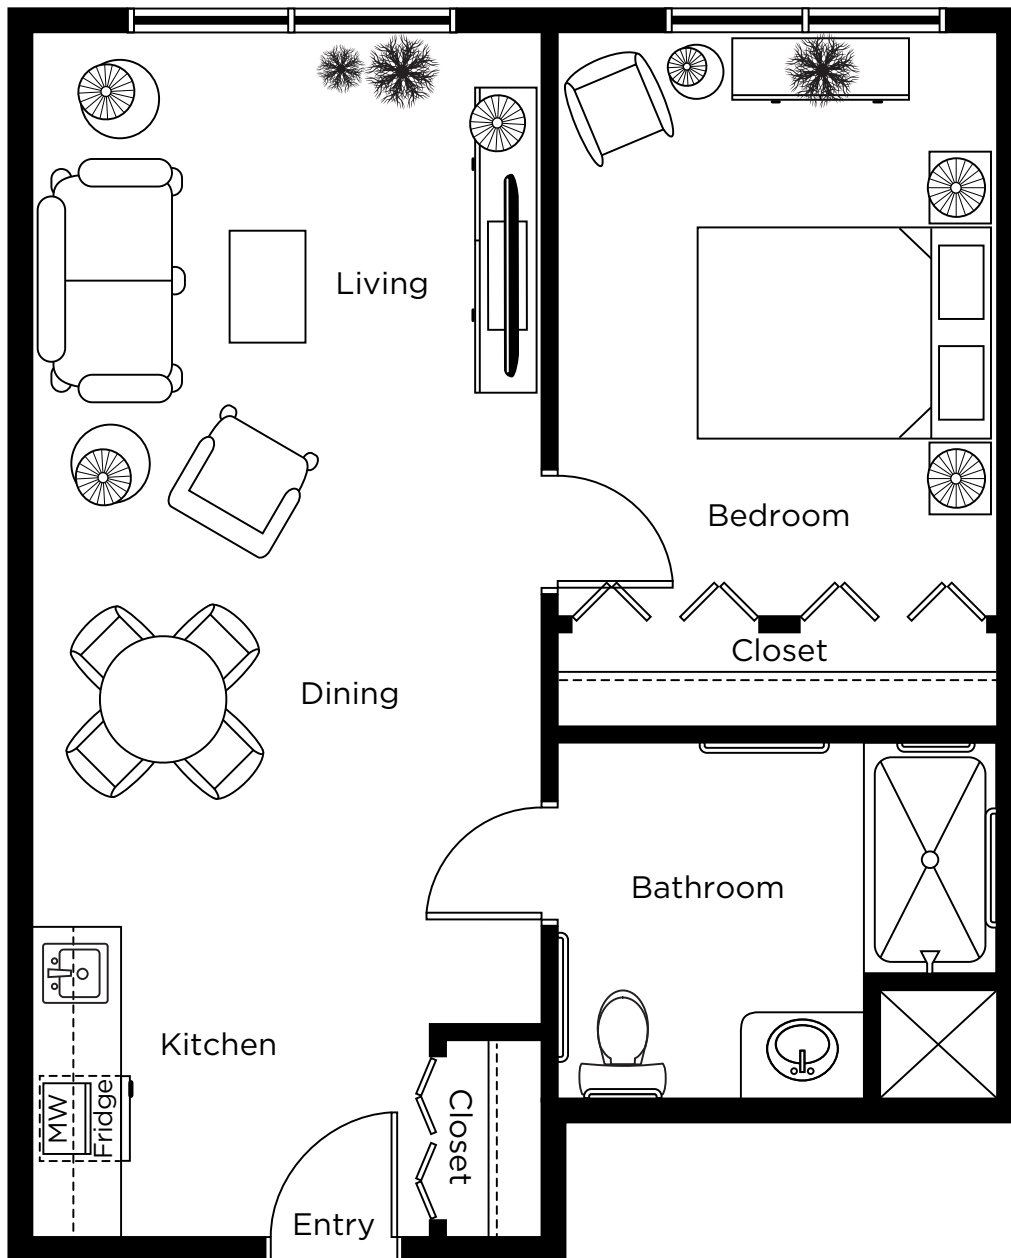 Living
Bedroom
Closet
Dining
Bathroom
Kitchen
MW
Fridge
Closet
Entry